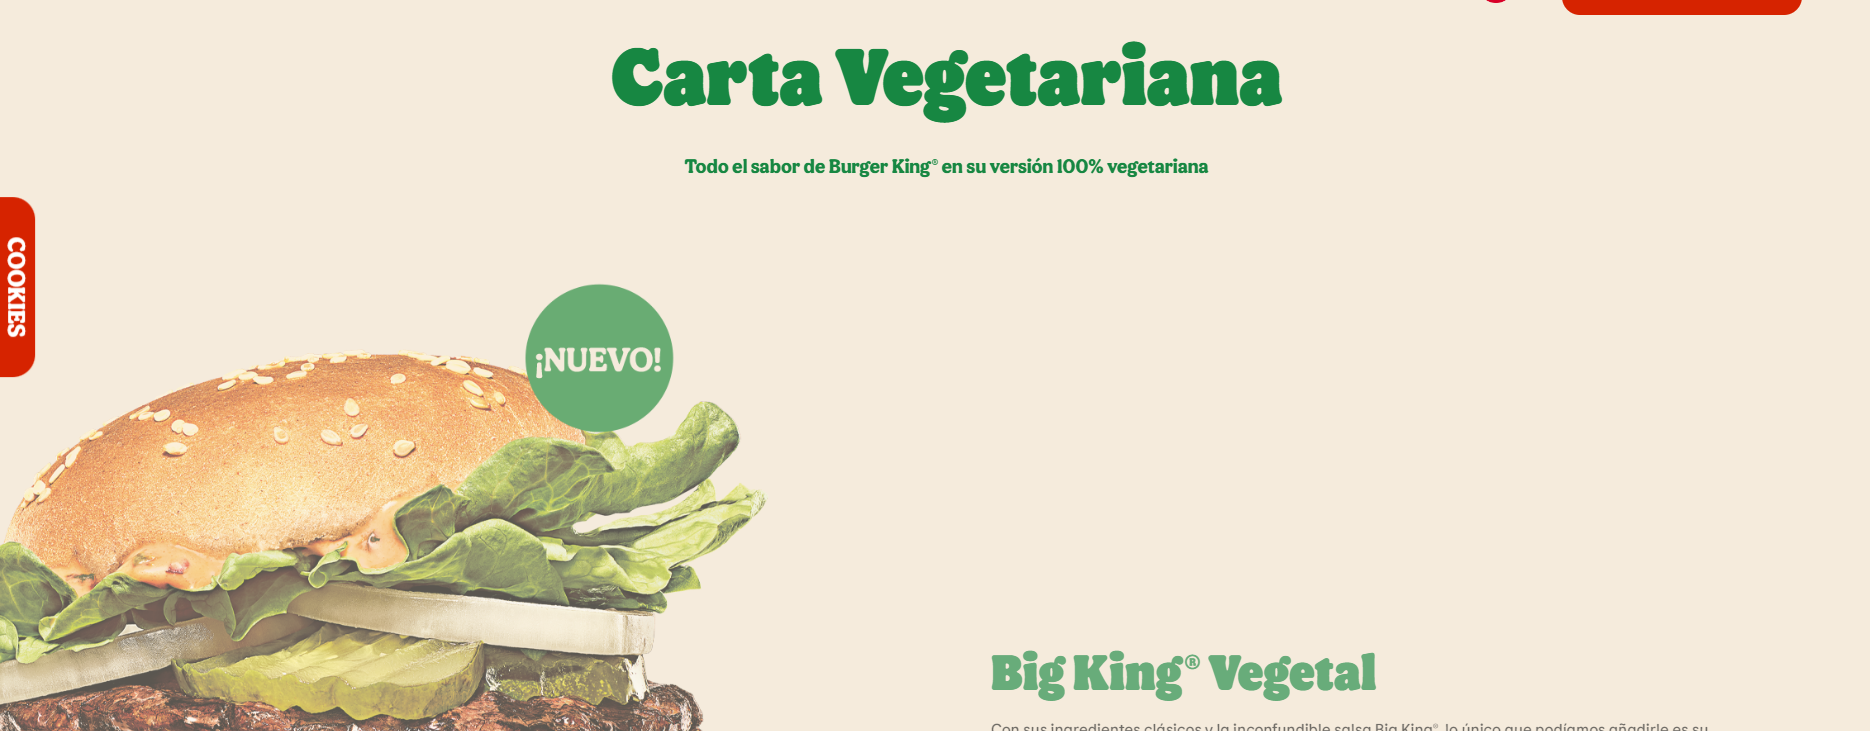 Carta Vegetariana
Todo el sabor de Burger King® en su versión 100% vegetariana
COOKIES
¡NUEVO!
Big King® Vegetal
Con sus ingredientes clásicos y la inconfundible salsa Big King®, lo único que podíamos añadirle es su